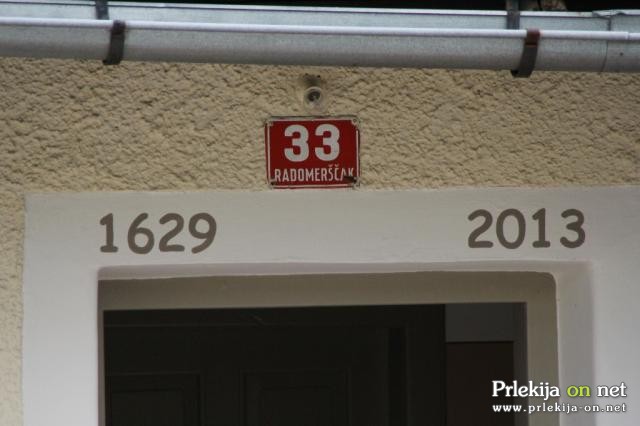 33
RADOMERŠČAK
1629 2013
Prlekija on net
www.prlekija-on.net